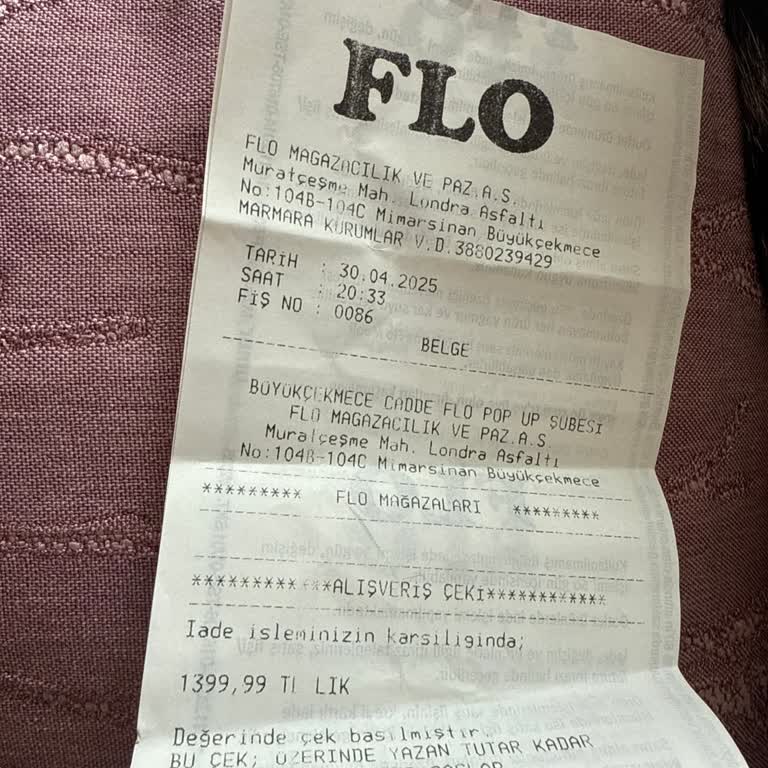 FLO
FLO MAGAZACILIK VE PAZ.A.S.
Muratçeşme Mah. Londra Asfaltı
No:104B-104C Mimarsinan Büyükçekmece
MARMARA KURUMLAR V.D.3880239429
TARİH : 30.04.2025
SAAT : 20:33
FİŞ NO : 0086
BELGE
BÜYÜKÇEKMECE CADDE FLO POP UP ŞUBESİ
FLO MAGAZACILIK VE PAZ.A.S.
Muratçeşme Mah. Londra Asfaltı
No:104B-104C Mimarsinan Büyükçekmece
********* FLO MAĞAZALARI *********
************ALIŞVERİŞ ÇEKİ************
Iade isleminizin karsiliginda;
1399,99 TL LIK
Değerinde çek basılmıştır.
BU ÇEK; ÜZERINDE YAZAN TUTAR KADAR